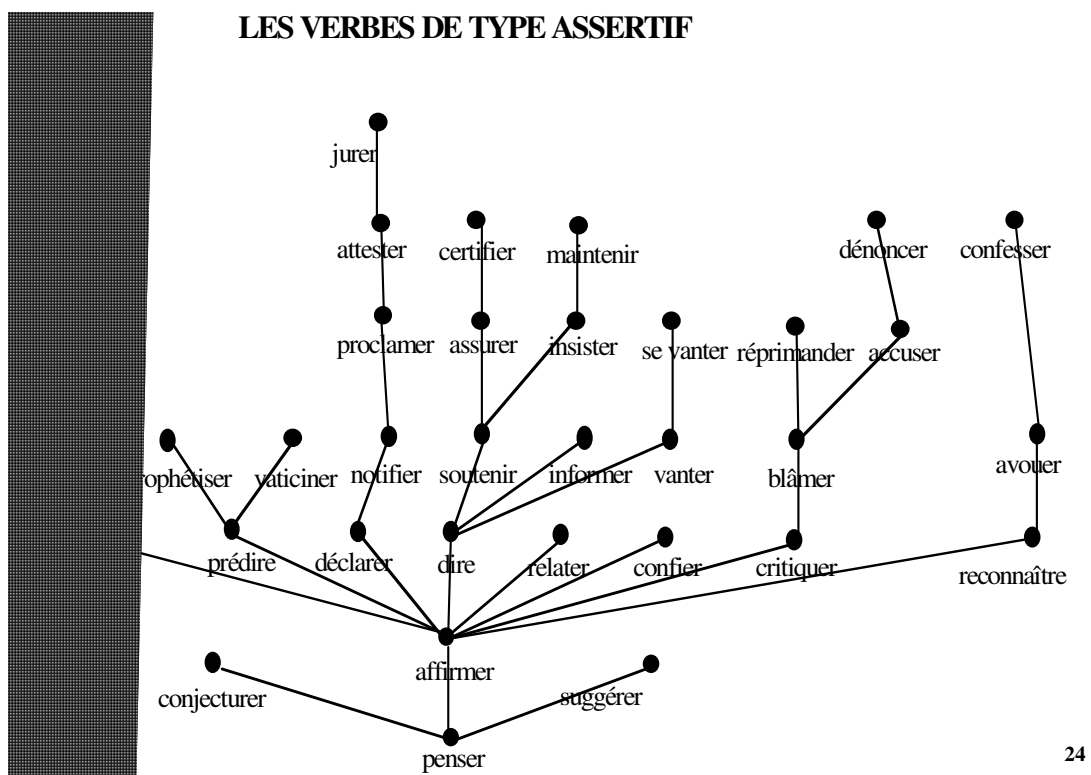 LES VERBES DE TYPE ASSERTIF
jurer
attester certifier maintenir dénoncer confesser
proclamer assurer insister se vanter réprimander accuser
rophétiser vaticiner notifier soutenir informer vanter blâmer avouer
prédire déclarer dire relater confier critiquer reconnaître
affirmer
conjecturer suggérer
penser
24